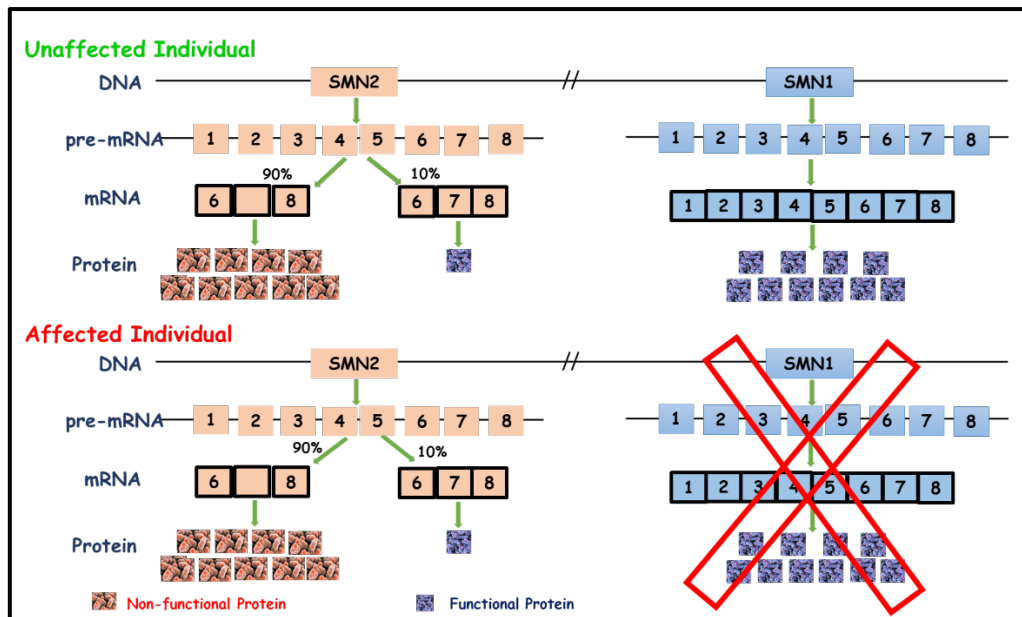 Unaffected Individual
DNA SMN2 // SMN1
pre-mRNA 1 2 3 4 5 6 7 8 1 2 3 4 5 6 7 8
90% 10%
mRNA 6 8 6 7 8 1 2 3 4 5 6 7 8
Protein
Affected Individual
DNA SMN2 // SMN1
pre-mRNA 1 2 3 4 5 6 7 8 1 2 3 4 5 6 7 8
90% 10%
mRNA 6 8 6 7 8 1 2 3 4 5 6 7 8
Protein
Non-functional Protein Functional Protein